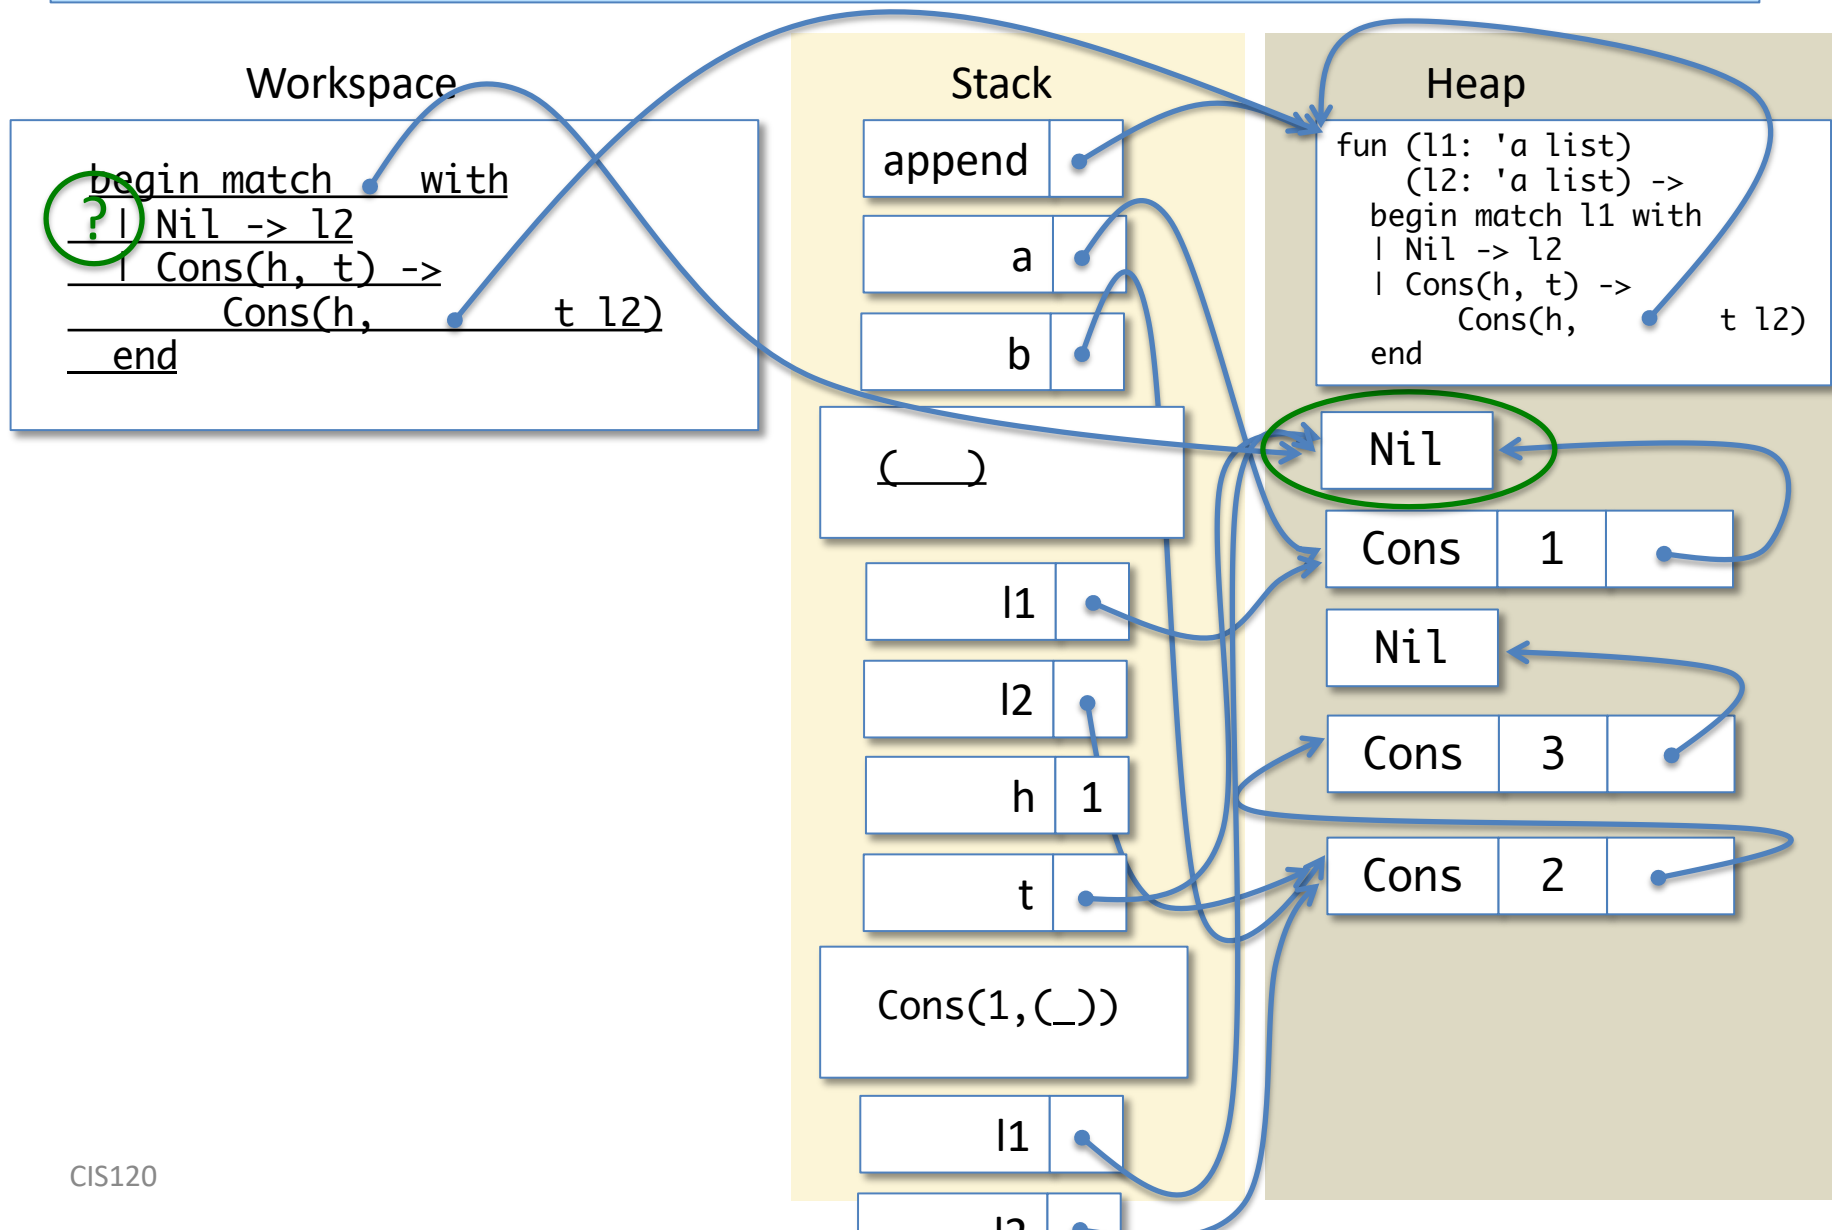 Workspace
begin match with
? | Nil -> l2
| Cons(h, t) ->
Cons(h, t l2)
end
Stack
append
a
b
(___)
l1
l2
h 1
t
Cons(1,(_))
l1
l2
Heap
fun (l1: 'a list)
(l2: 'a list) ->
begin match l1 with
| Nil -> l2
| Cons(h, t) ->
Cons(h, t l2)
end
Nil
Cons 1
Nil
Cons 3
Cons 2
CIS120